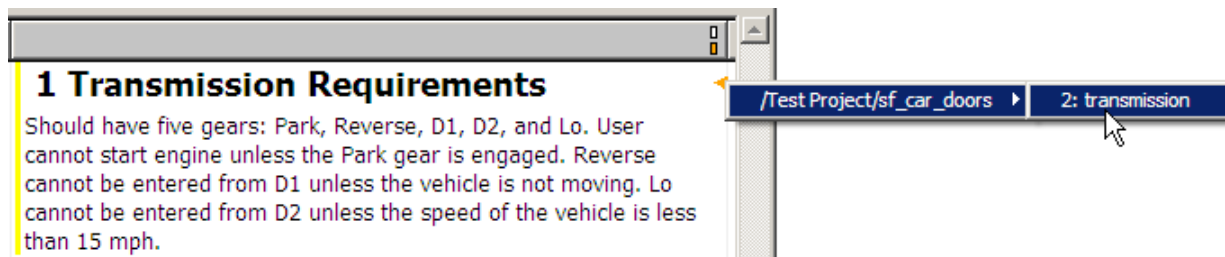 1 Transmission Requirements
/Test Project/sf_car_doors 2: transmission
Should have five gears: Park, Reverse, D1, D2, and Lo. User
cannot start engine unless the Park gear is engaged. Reverse
cannot be entered from D1 unless the vehicle is not moving. Lo
cannot be entered from D2 unless the speed of the vehicle is less
than 15 mph.